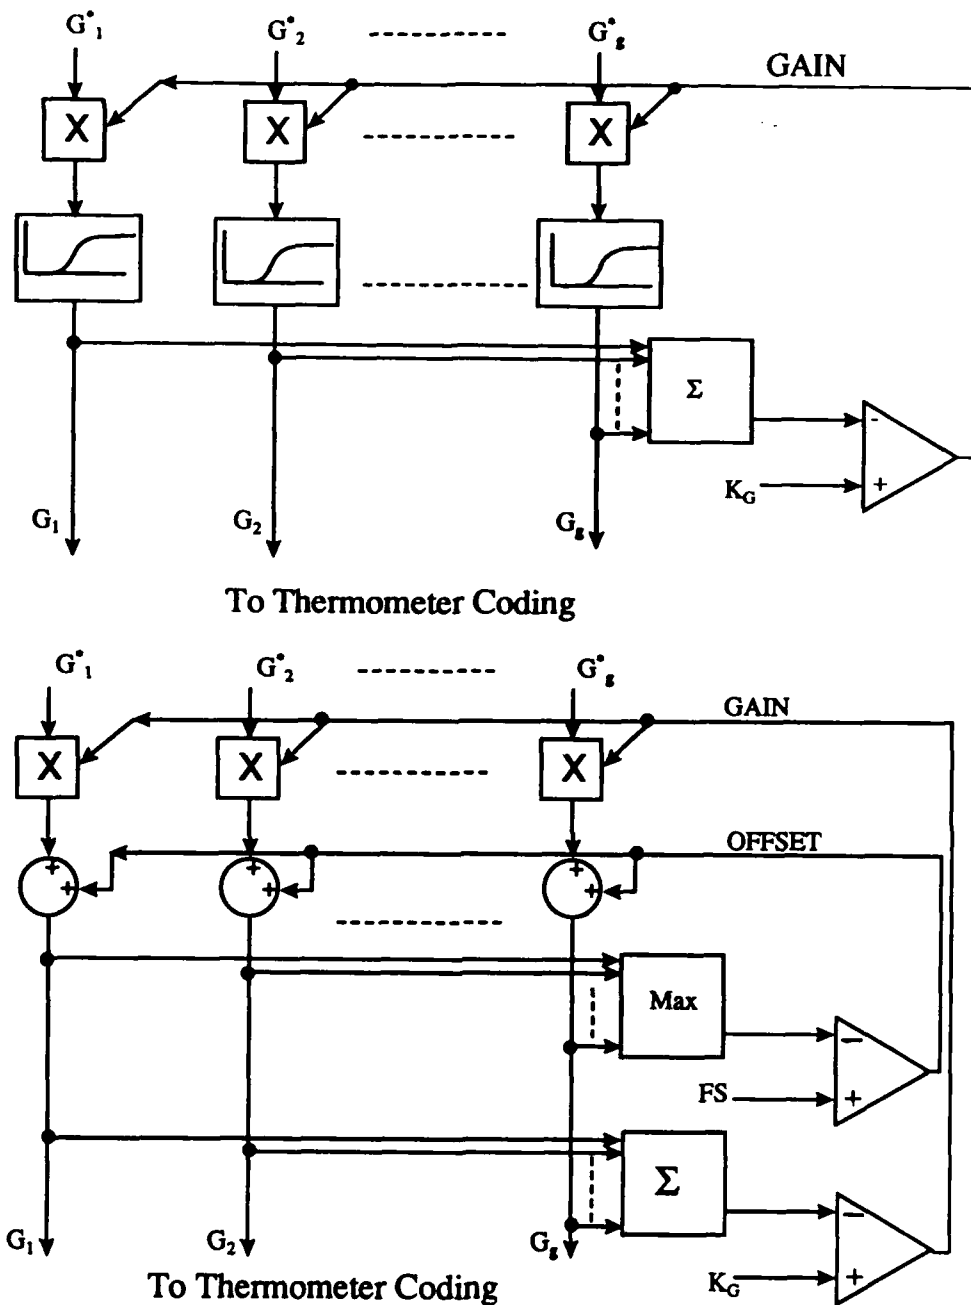 G*1 G*2 G*g
GAIN
X X X
Σ
-
KG +
G1 G2 Gg
To Thermometer Coding
G*1 G*2 G*g
GAIN
X X X
OFFSET
+ + +
+ + +
Max
−
FS +
Σ
−
G1 G2 Gg
KG +
To Thermometer Coding